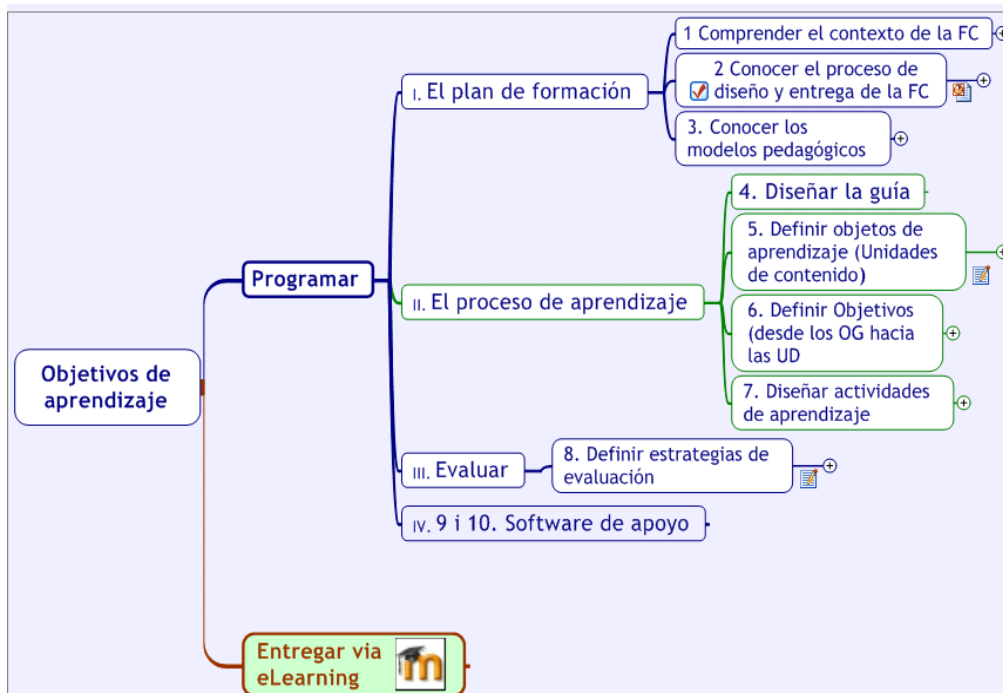 1 Comprender el contexto de la FC
2 Conocer el proceso de
diseño y entrega de la FC
I. El plan de formación
3. Conocer los
modelos pedagógicos
4. Diseñar la guía
5. Definir objetos de
aprendizaje (Unidades
de contenido)
Programar
II. El proceso de aprendizaje
6. Definir Objetivos
(desde los OG hacia
las UD
Objetivos de
aprendizaje
7. Diseñar actividades
de aprendizaje
III. Evaluar
8. Definir estrategias de
evaluación
IV. 9 i 10. Software de apoyo
Entregar via
eLearning
m